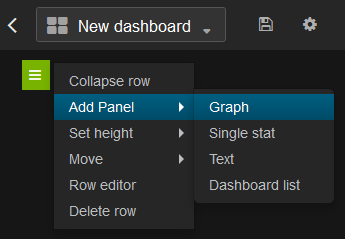 New dashboard
Collapse row
Add Panel
Graph
Set height
Single stat
Move
Text
Row editor
Dashboard list
Delete row